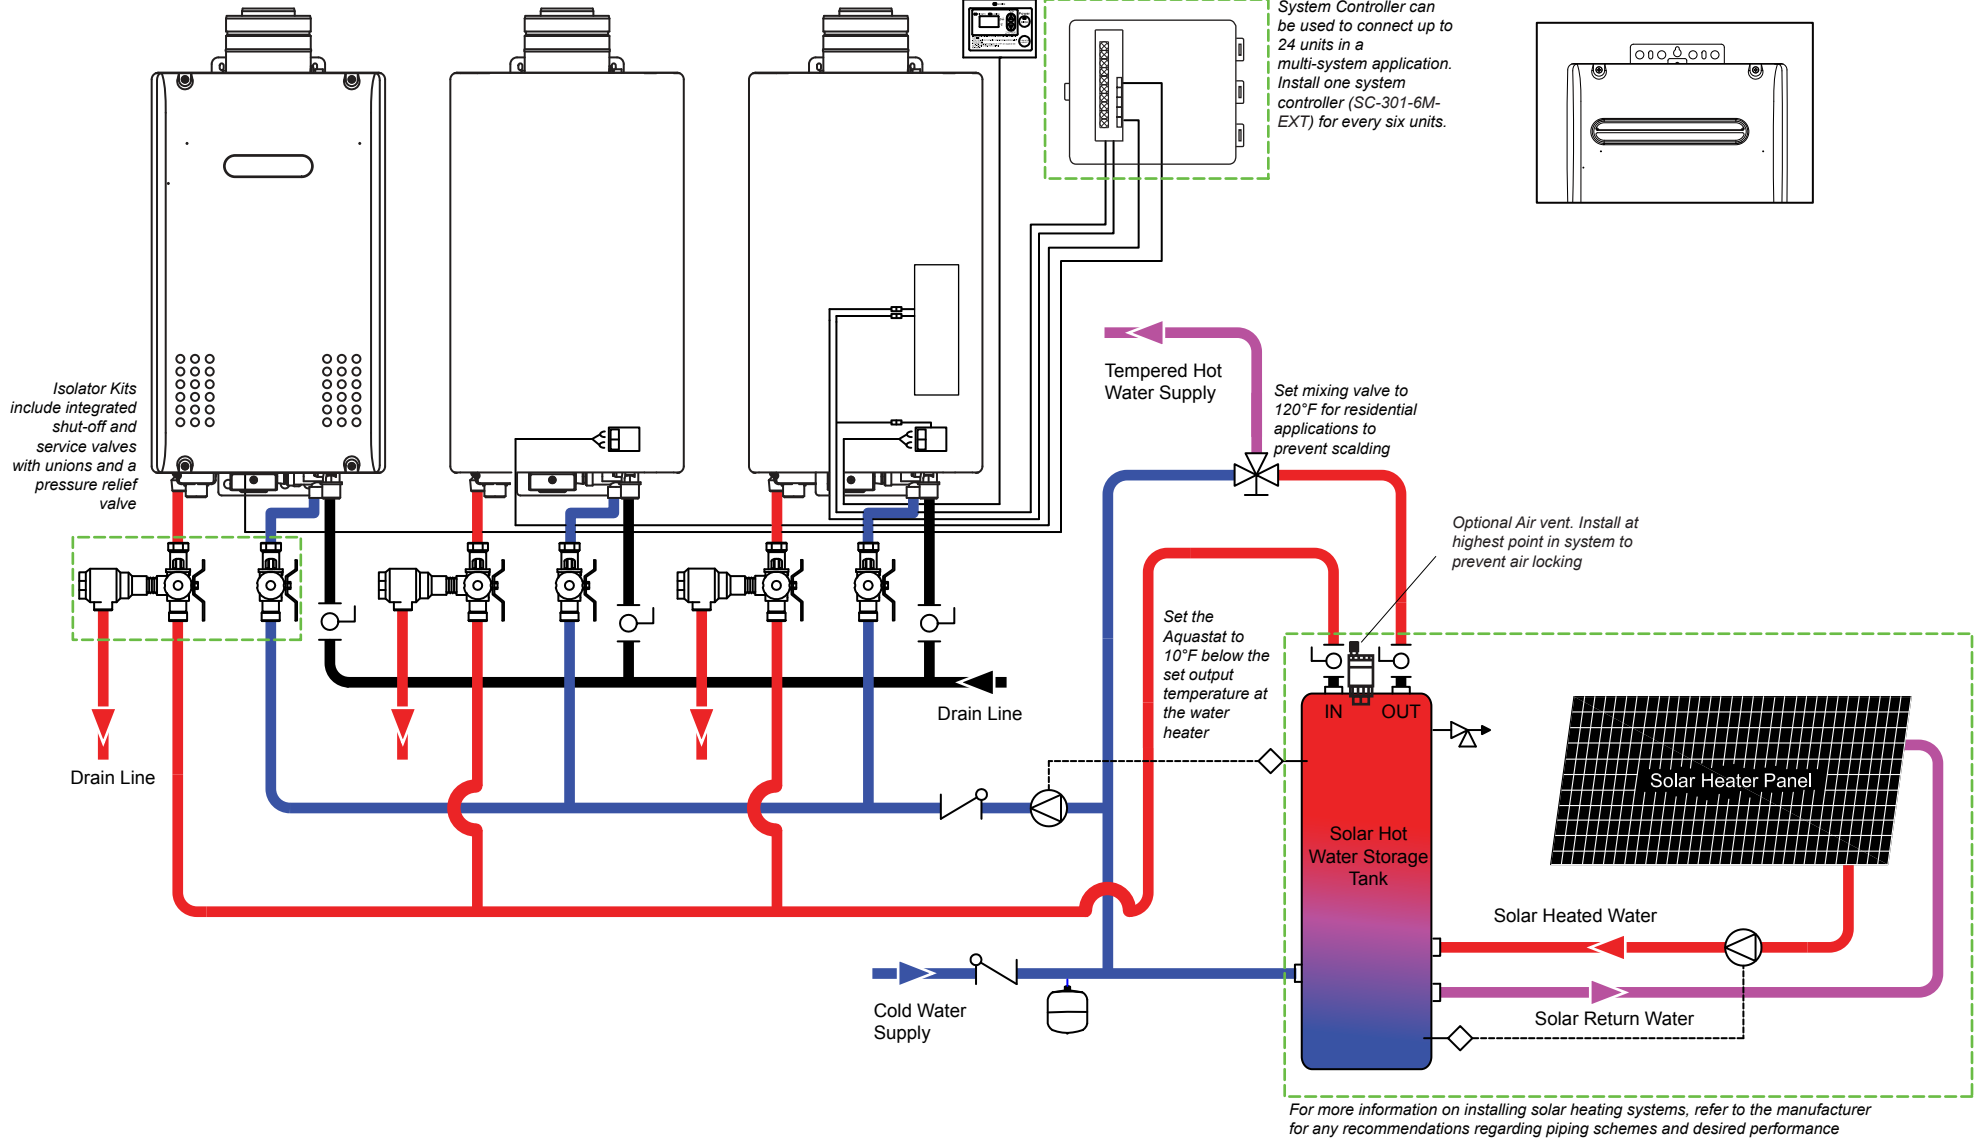 System Controller can
be used to connect up to
24 units in a
multi-system application.
Install one system
controller (SC-301-6M-
EXT) for every six units.
Isolator Kits
include integrated
shut-off and
service valves
with unions and a
pressure relief
valve
Tempered Hot
Water Supply
Set mixing valve to
120°F for residential
applications to
prevent scalding
Optional Air vent. Install at
highest point in system to
prevent air locking
Set the
Aquastat to
10°F below the
set output
temperature at
the water
heater
IN OUT
Drain Line
Drain Line
Solar Heater Panel
Solar Hot
Water Storage
Tank
Solar Heated Water
Cold Water
Supply
Solar Return Water
For more information on installing solar heating systems, refer to the manufacturer
for any recommendations regarding piping schemes and desired performance